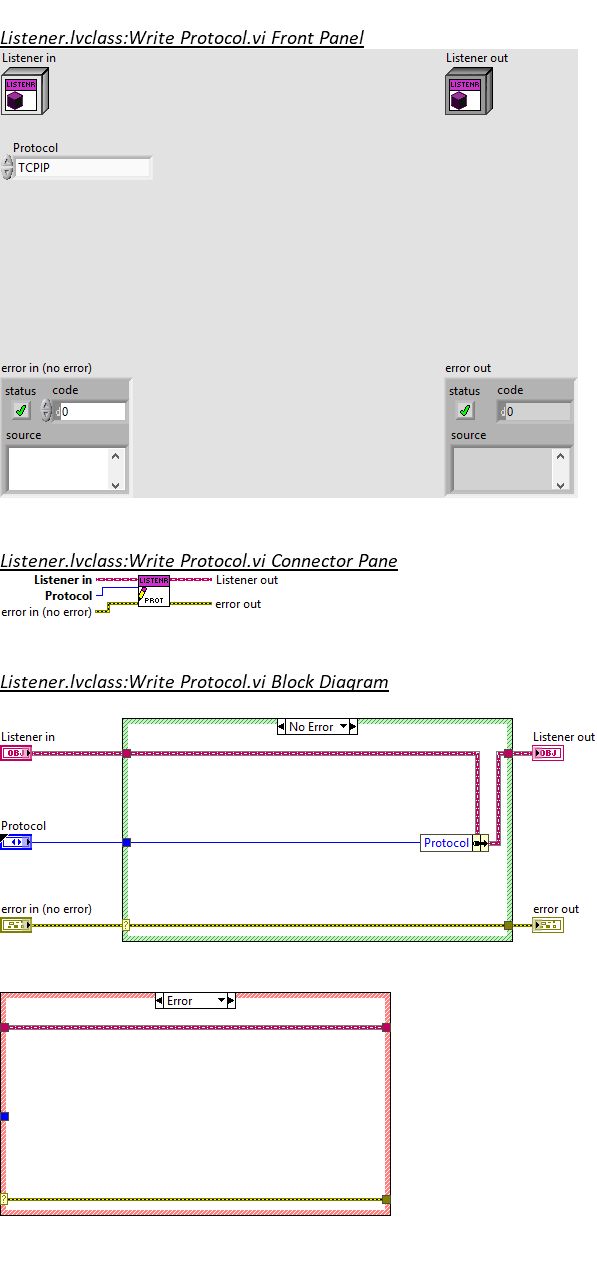 Listener.lvclass:Write Protocol.vi Front Panel
Listener in
Listener out
LISTENR
LISTENR
Protocol
TCPIP
error in (no error)
error out
status code
status code
d 0
d 0
source
source
Listener.lvclass:Write Protocol.vi Connector Pane
Listener in
LISTENR
Listener out
Protocol
PROT
error out
error in (no error)
Listener.lvclass:Write Protocol.vi Block Diagram
No Error
Listener in
Listener out
OBJ
OBJ
Protocol
Protocol
error in (no error)
error out
?
Error
?